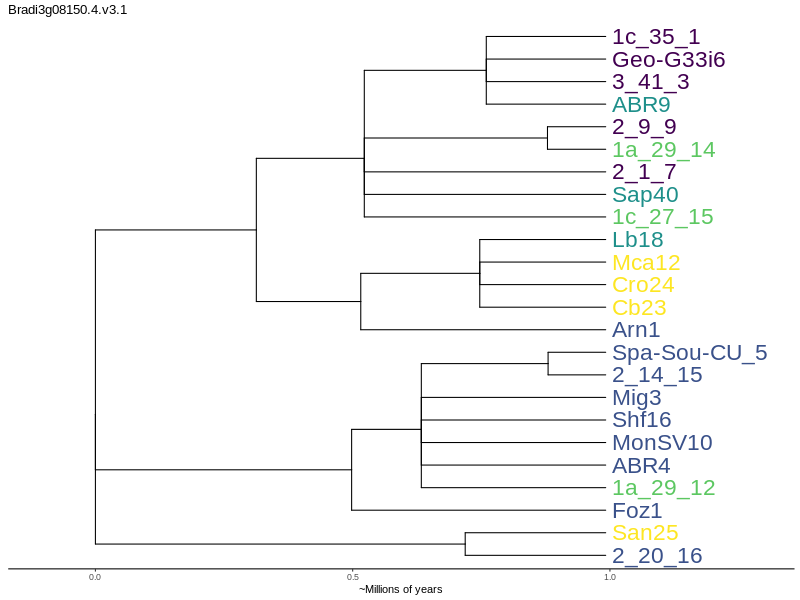 Bradi3g08150.4.v3.1
1c_35_1
Geo-G33i6
3_41_3
ABR9
2_9_9
1a_29_14
2_1_7
Sap40
1c_27_15
Lb18
Mca12
Cro24
Cb23
Arn1
Spa-Sou-CU_5
2_14_15
Mig3
Shf16
MonSV10
ABR4
1a_29_12
Foz1
San25
2_20_16
0.0 0.5 1.0
~Millions of years